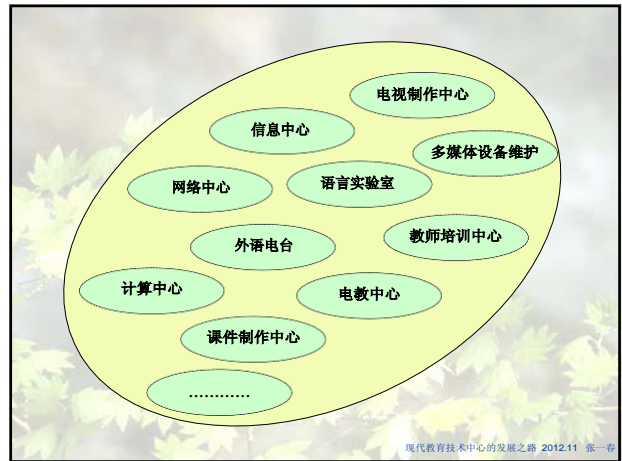 电视制作中心
信息中心
多媒体设备维护
网络中心
语言实验室
外语电台
教师培训中心
计算中心
电教中心
课件制作中心
…………
现代教育技术中心的发展之路 2012.11 张一春